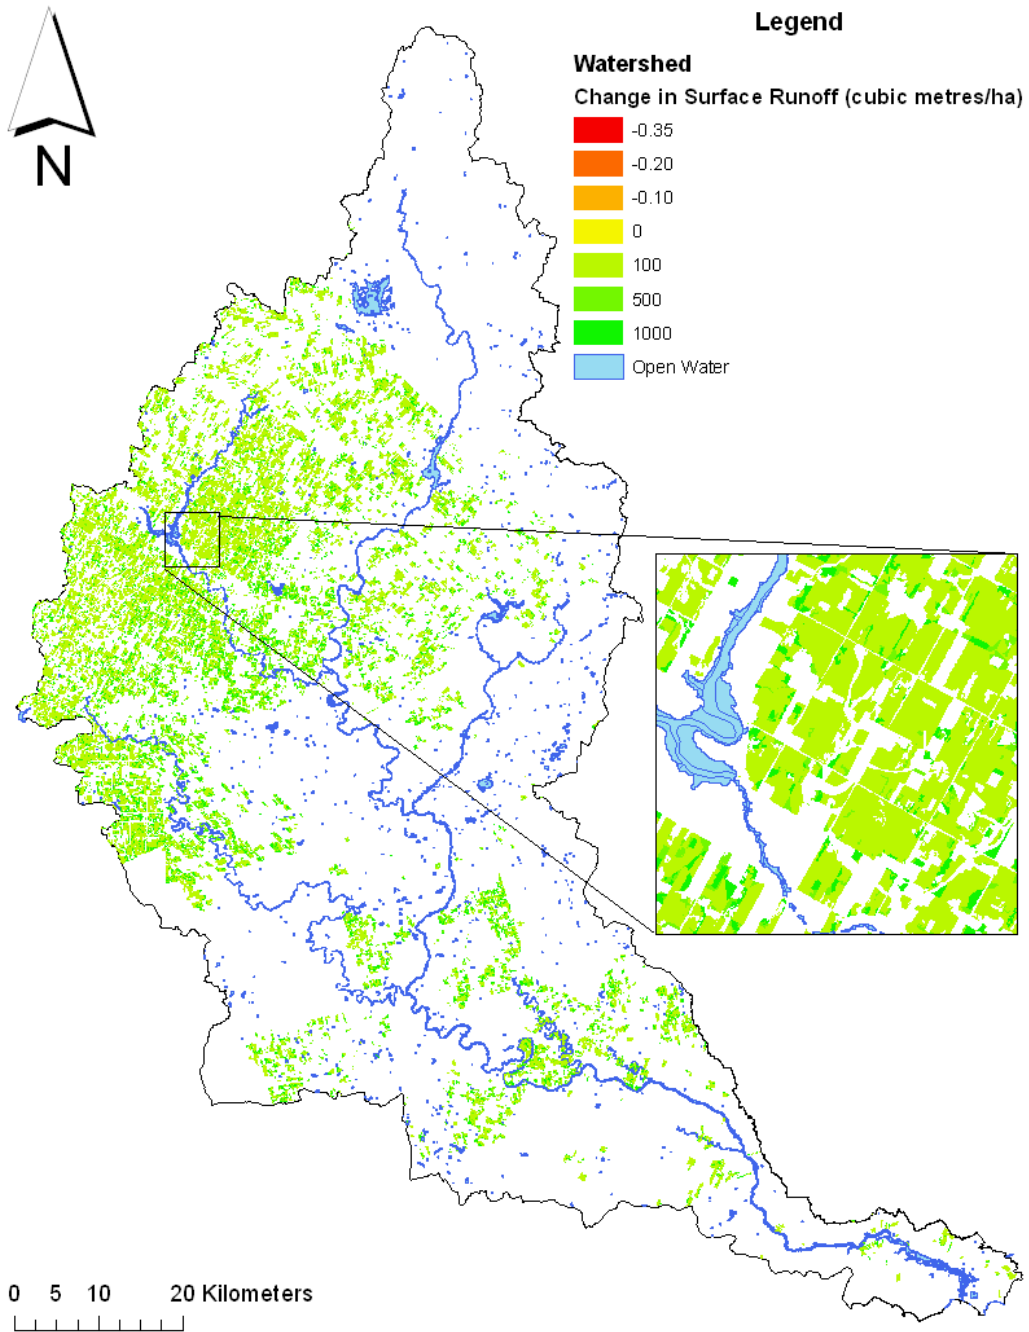 Legend
Watershed
Change in Surface Runoff (cubic metres/ha)
-0.35
-0.20
-0.10
0
100
500
1000
Open Water
N
0 5 10 20 Kilometers